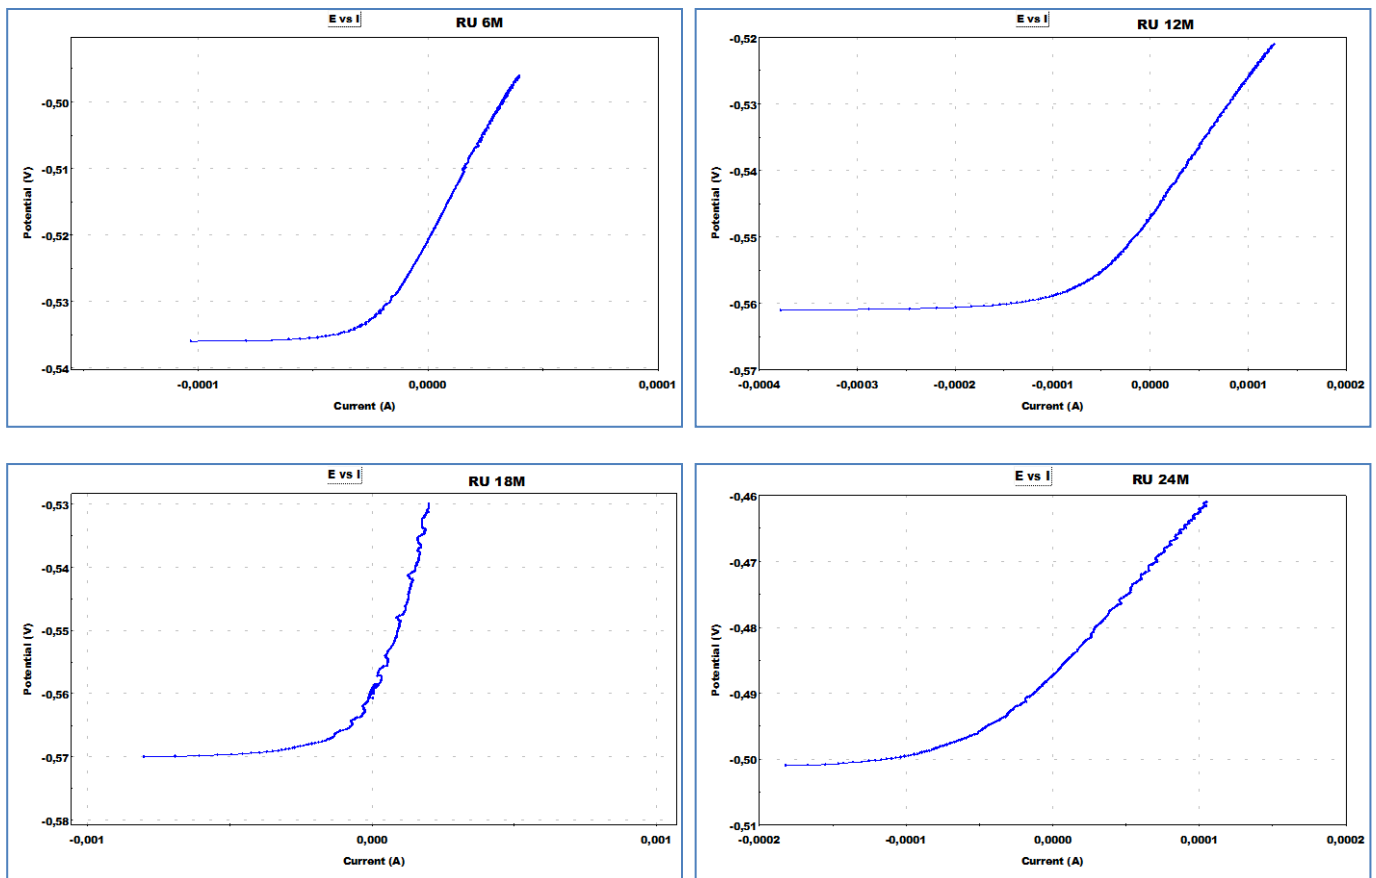 E vs I RU 6M
-0,50
-0,51
-0,52
-0,53
-0,54
Potential (V)
-0,0001 0,0000 0,0001
Current (A)
E vs I RU 12M
-0,52
-0,53
-0,54
-0,55
-0,56
-0,57
Potential (V)
-0,0004 -0,0003 -0,0002 -0,0001 0,0000 0,0001 0,0002
Current (A)
E vs I RU 18M
-0,53
-0,54
-0,55
-0,56
-0,57
-0,58
Potential (V)
-0,001 0,000 0,001
Current (A)
E vs I RU 24M
-0,46
-0,47
-0,48
-0,49
-0,50
-0,51
Potential (V)
-0,0002 -0,0001 0,0000 0,0001 0,0002
Current (A)